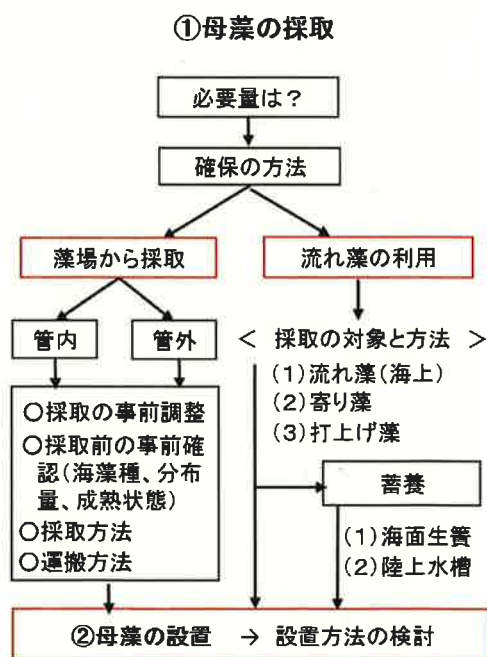 ①母藻の採取
必要量は？
確保の方法
藻場から採取
流れ藻の利用
管内
管外
＜ 採取の対象と方法 ＞
(1)流れ藻(海上)
(2)寄り藻
(3)打上げ藻
○採取の事前調整
○採取前の事前確
認(海藻種、分布
量、成熟状態)
○採取方法
○運搬方法
蓄養
(1)海面生簀
(2)陸上水槽
②母藻の設置 → 設置方法の検討